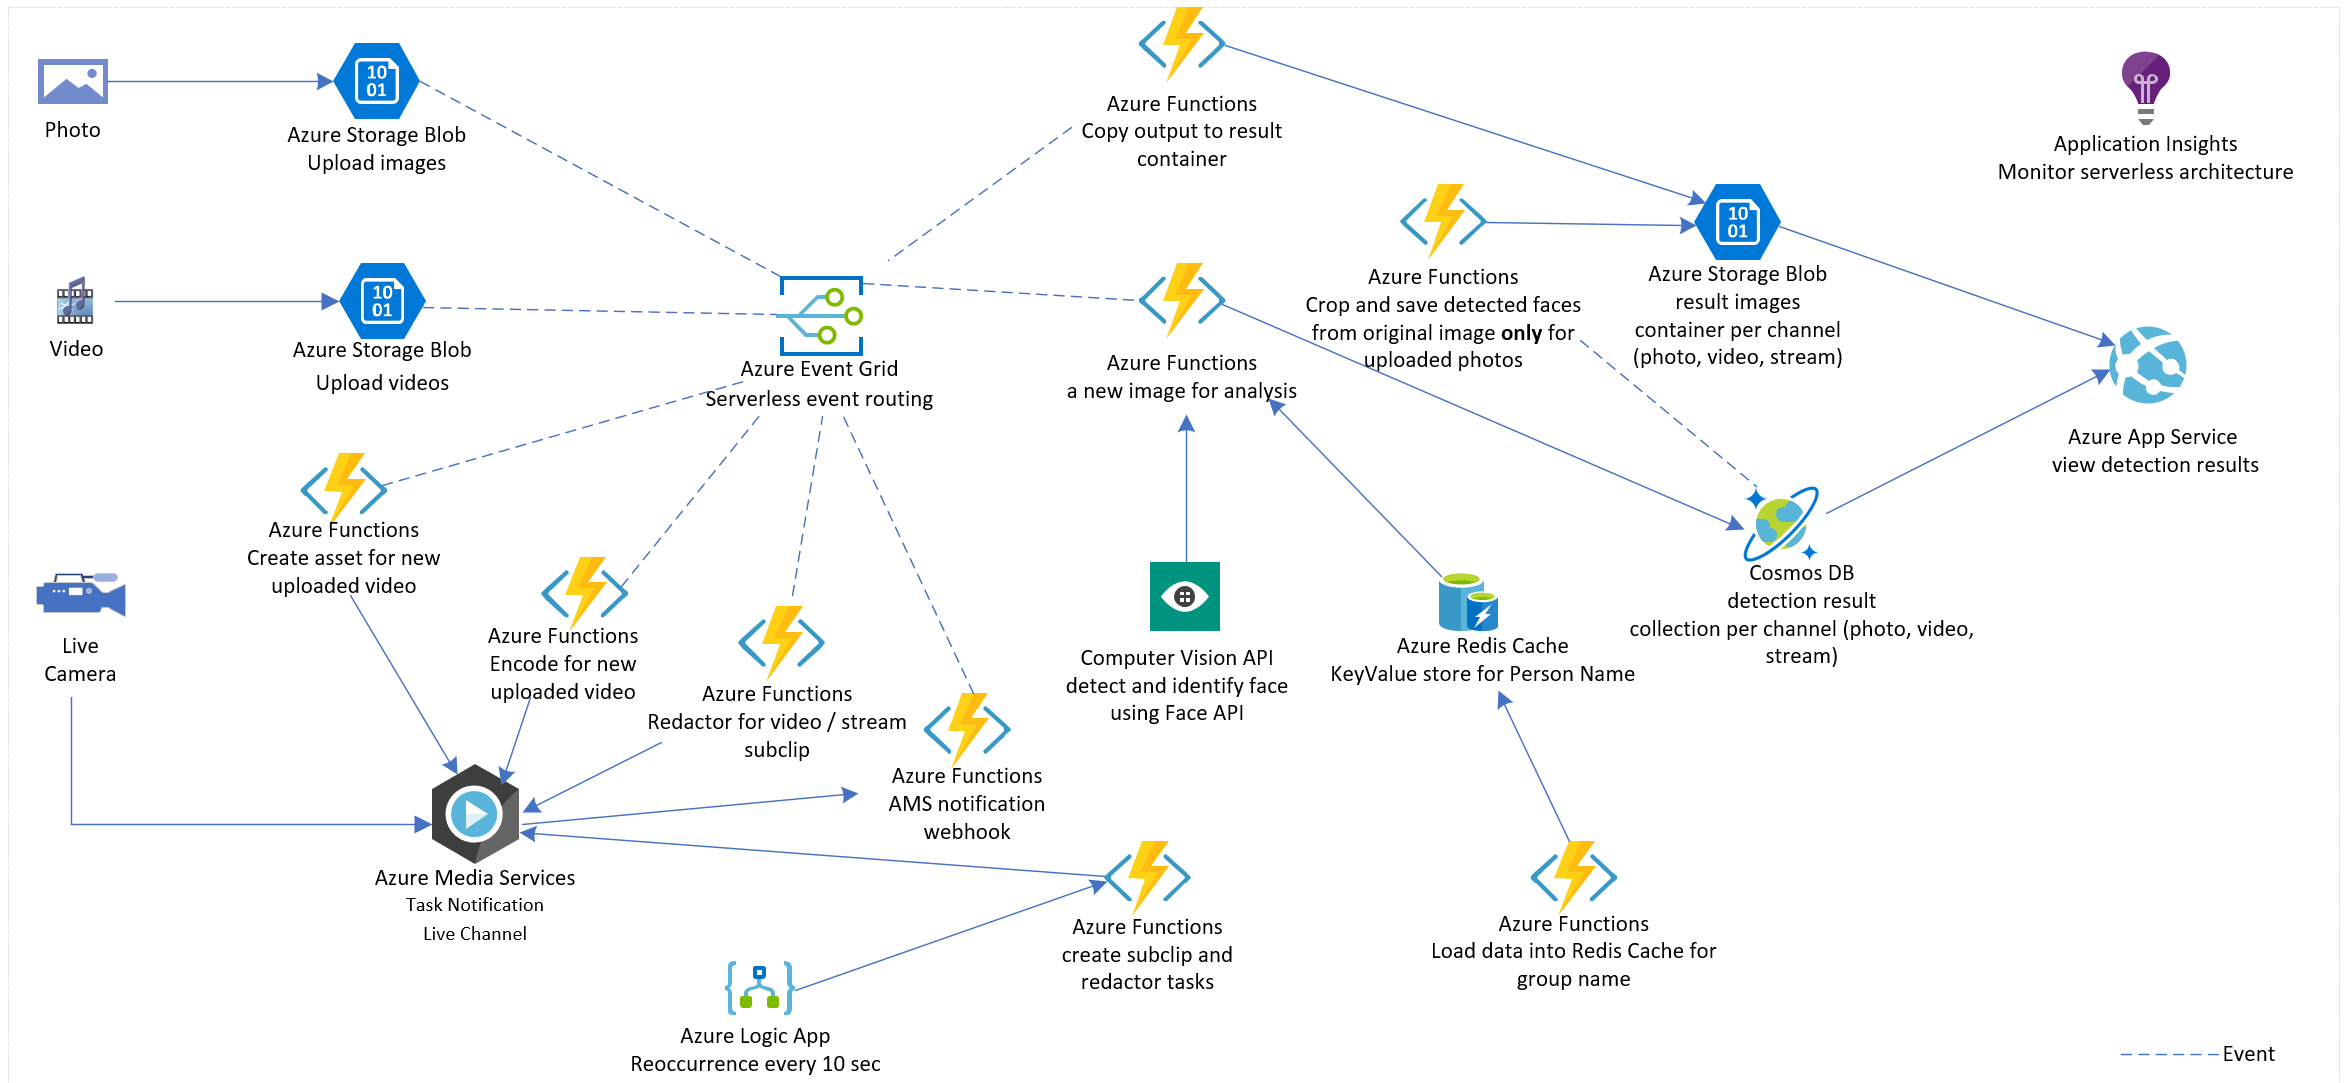 Photo
Azure Storage Blob
Upload images
Azure Functions
Copy output to result
container
Application Insights
Monitor serverless architecture
Video
Azure Storage Blob
Upload videos
Azure Event Grid
Serverless event routing
Azure Functions
a new image for analysis
Azure Functions
Crop and save detected faces
from original image only for
uploaded photos
Azure Storage Blob
result images
container per channel
(photo, video, stream)
Azure App Service
view detection results
Azure Functions
Create asset for new
uploaded video
Azure Functions
Encode for new
uploaded video
Azure Functions
Redactor for video / stream
subclip
Azure Functions
AMS notification
webhook
Live
Camera
Computer Vision API
detect and identify face
using Face API
Azure Redis Cache
KeyValue store for Person Name
Cosmos DB
detection result
collection per channel (photo, video,
stream)
Azure Media Services
Task Notification
Live Channel
Azure Functions
create subclip and
redactor tasks
Azure Functions
Load data into Redis Cache for
group name
Azure Logic App
Reoccurrence every 10 sec
Event
10
01
10
01
10
01